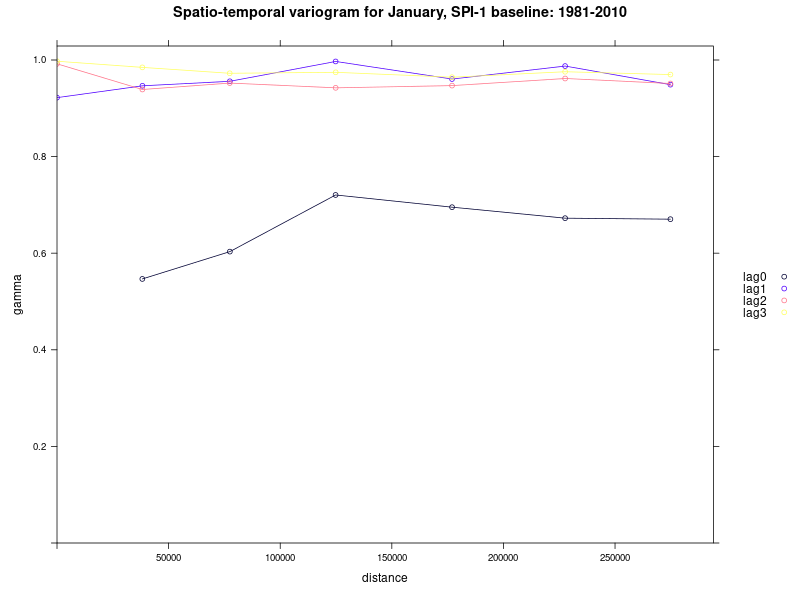 Spatio-temporal variogram for January, SPI-1 baseline: 1981-2010
1.0
0.8
0.6
0.4
0.2
gamma
50000
100000
150000
200000
250000
distance
lag0
lag1
lag2
lag3